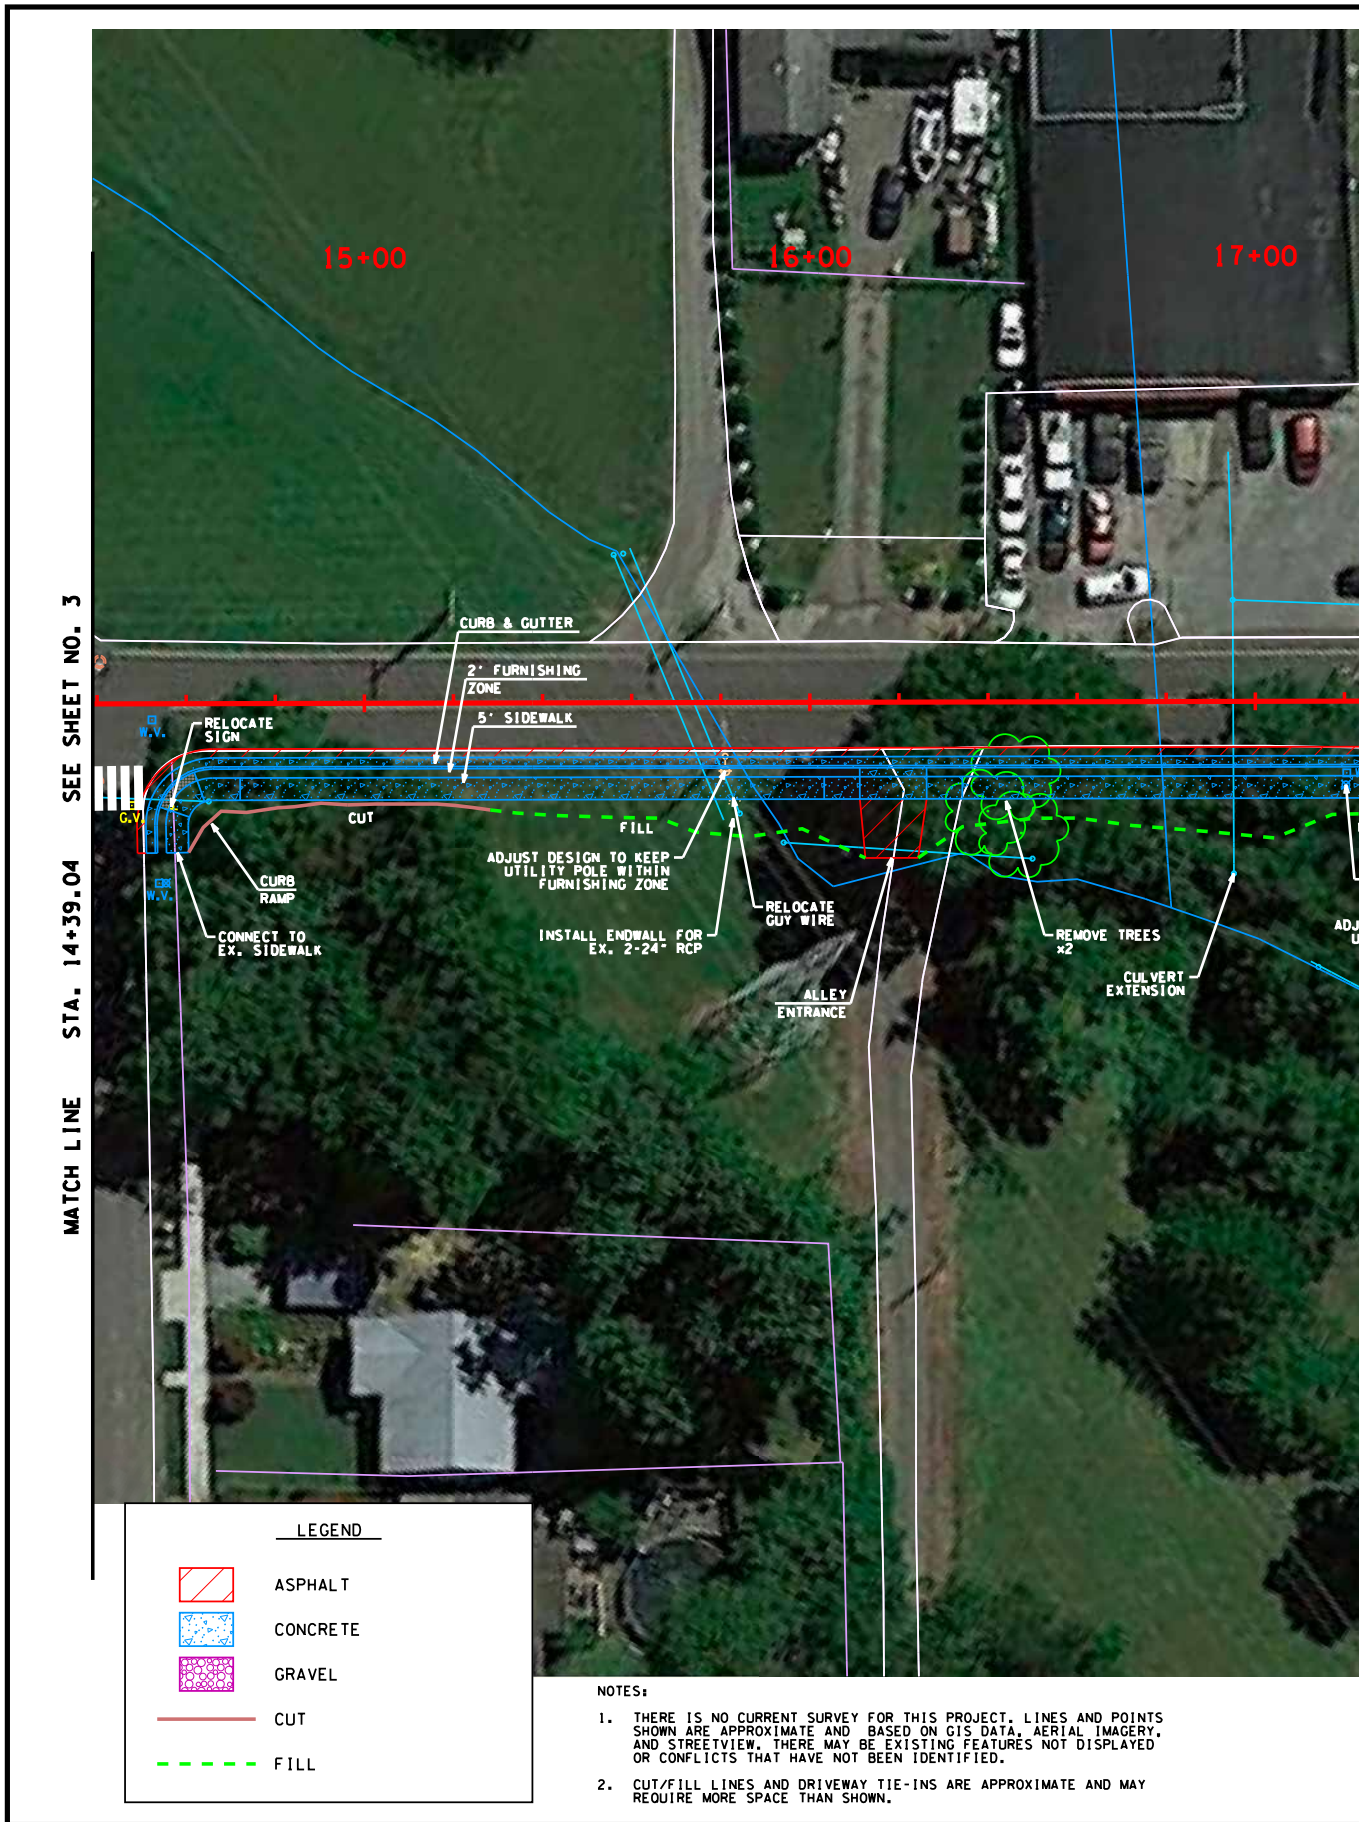 15+00
16+00
17+00
MATCH LINE STA. 14+39.04 SEE SHEET NO. 3
CURB & GUTTER
2' FURNISHING
ZONE
5' SIDEWALK
RELOCATE
SIGN
W.V.
G.V.
W.V.
CUT
FILL
CURB
RAMP
CONNECT TO
EX. SIDEWALK
ADJUST DESIGN TO KEEP
UTILITY POLE WITHIN
FURNISHING ZONE
RELOCATE
GUY WIRE
INSTALL ENDWALL FOR
EX. 2-24" RCP
ALLEY
ENTRANCE
REMOVE TREES
x2
CULVERT
EXTENSION
ADJ
U
LEGEND
ASPHALT
CONCRETE
GRAVEL
CUT
FILL
NOTES:
1. THERE IS NO CURRENT SURVEY FOR THIS PROJECT. LINES AND POINTS
SHOWN ARE APPROXIMATE AND BASED ON GIS DATA, AERIAL IMAGERY,
AND STREETVIEW. THERE MAY BE EXISTING FEATURES NOT DISPLAYED
OR CONFLICTS THAT HAVE NOT BEEN IDENTIFIED.
2. CUT/FILL LINES AND DRIVEWAY TIE-INS ARE APPROXIMATE AND MAY
REQUIRE MORE SPACE THAN SHOWN.